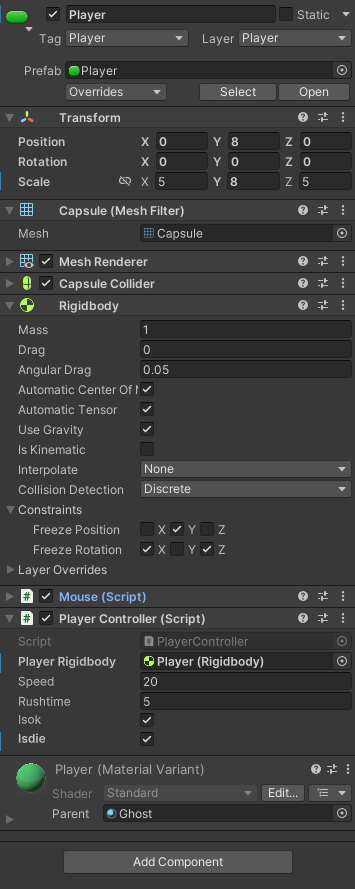 Player Static
Tag Player Layer Player
Prefab Player
Overrides Select Open
Transform
Position X 0 Y 8 Z 0
Rotation X 0 Y 0 Z 0
Scale X 5 Y 8 Z 5
Capsule (Mesh Filter)
Mesh Capsule
Mesh Renderer
Capsule Collider
Rigidbody
Mass 1
Drag 0
Angular Drag 0.05
Automatic Center Of M
Automatic Tensor
Use Gravity
Is Kinematic
Interpolate None
Collision Detection Discrete
Constraints
Freeze Position X Y Z
Freeze Rotation X Y Z
Layer Overrides
# Mouse (Script)
# Player Controller (Script)
Script # PlayerController
Player Rigidbody Player (Rigidbody)
Speed 20
Rushtime 5
Isok
Isdie
Player (Material Variant)
Shader Standard Edit...
Parent Ghost
Add Component